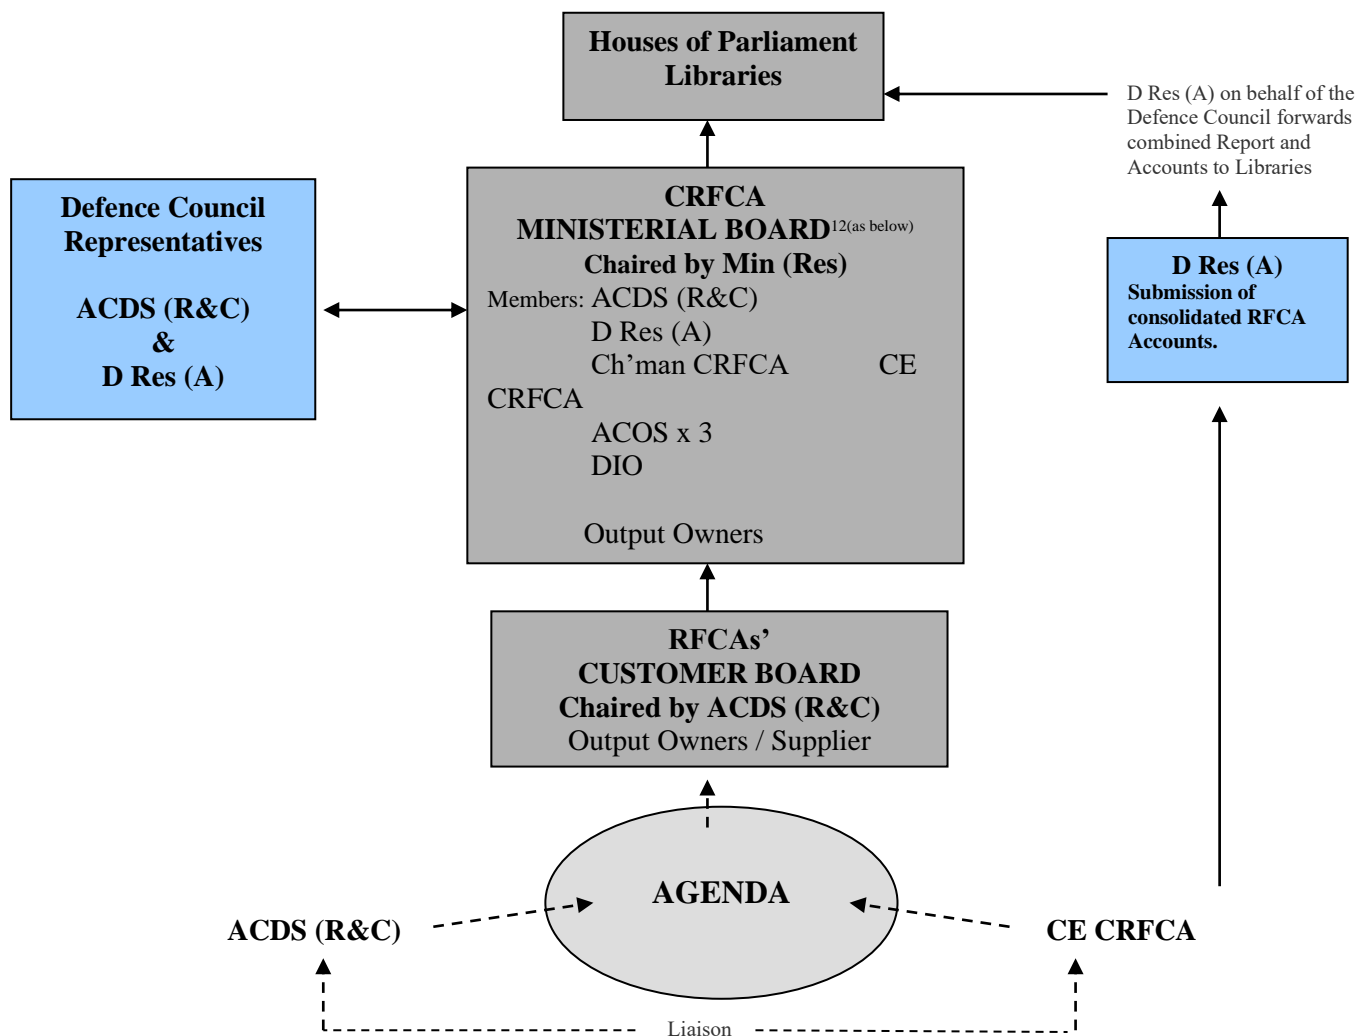 Houses of Parliament
Libraries
D Res (A) on behalf of the
Defence Council forwards
combined Report and
Accounts to Libraries
Defence Council
Representatives
ACDS (R&C)
&
D Res (A)
CRFCA
MINISTERIAL BOARD12(as below)
Chaired by Min (Res)
Members: ACDS (R&C)
D Res (A)
Ch’man CRFCA CE
CRFCA
ACOS x 3
DIO
Output Owners
D Res (A)
Submission of
consolidated RFCA
Accounts.
RFCAs’
CUSTOMER BOARD
Chaired by ACDS (R&C)
Output Owners / Supplier
AGENDA
ACDS (R&C)
CE CRFCA
Liaison